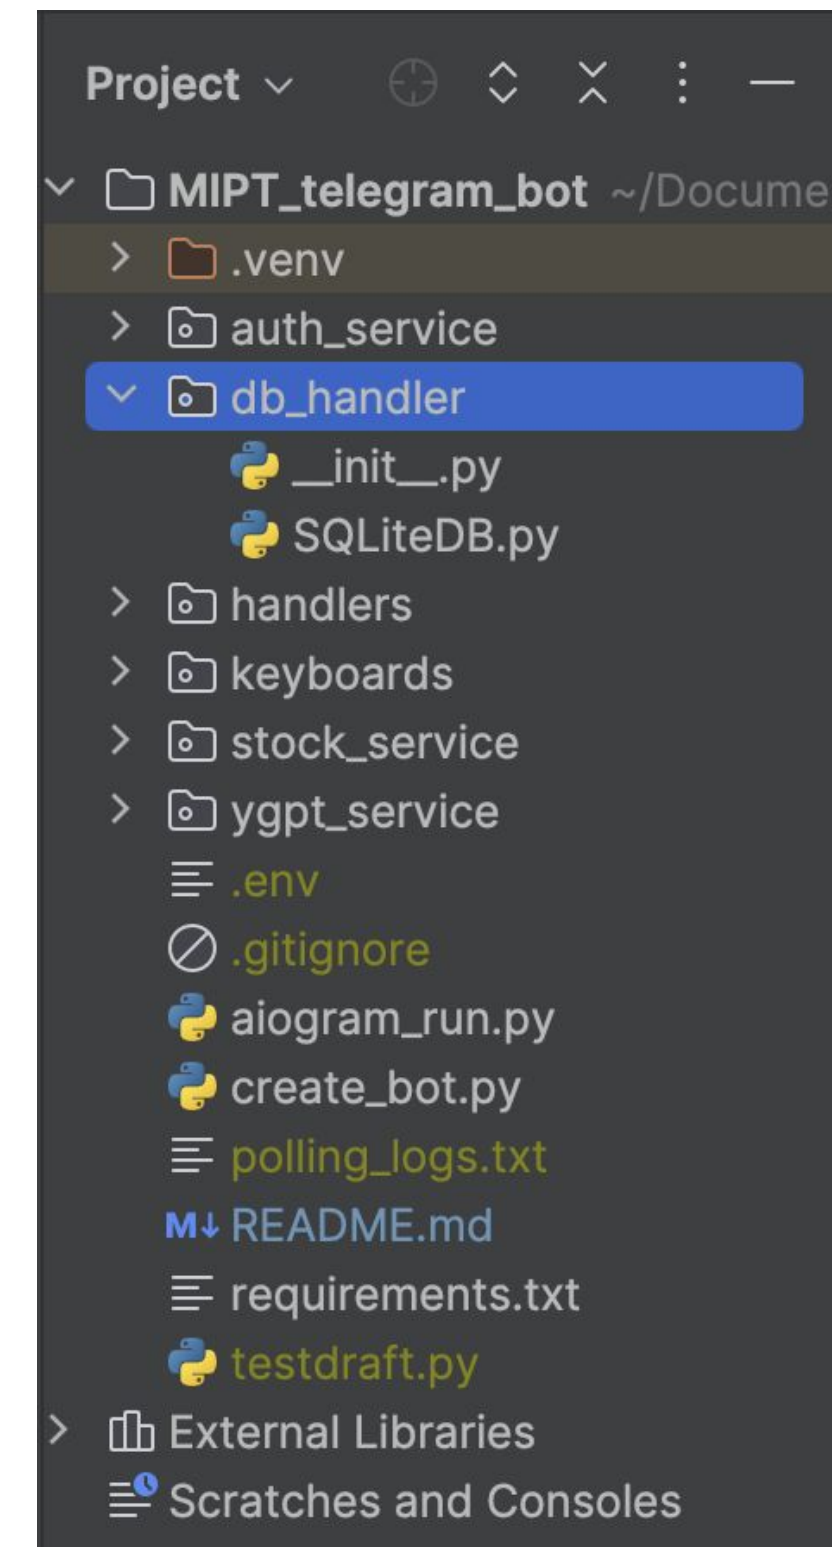 Project
MIPT_telegram_bot ~/Docume
.venv
auth_service
db_handler
__init__.py
SQLiteDB.py
handlers
keyboards
stock_service
ygpt_service
.env
.gitignore
aiogram_run.py
create_bot.py
polling_logs.txt
M↓ README.md
requirements.txt
testdraft.py
External Libraries
Scratches and Consoles